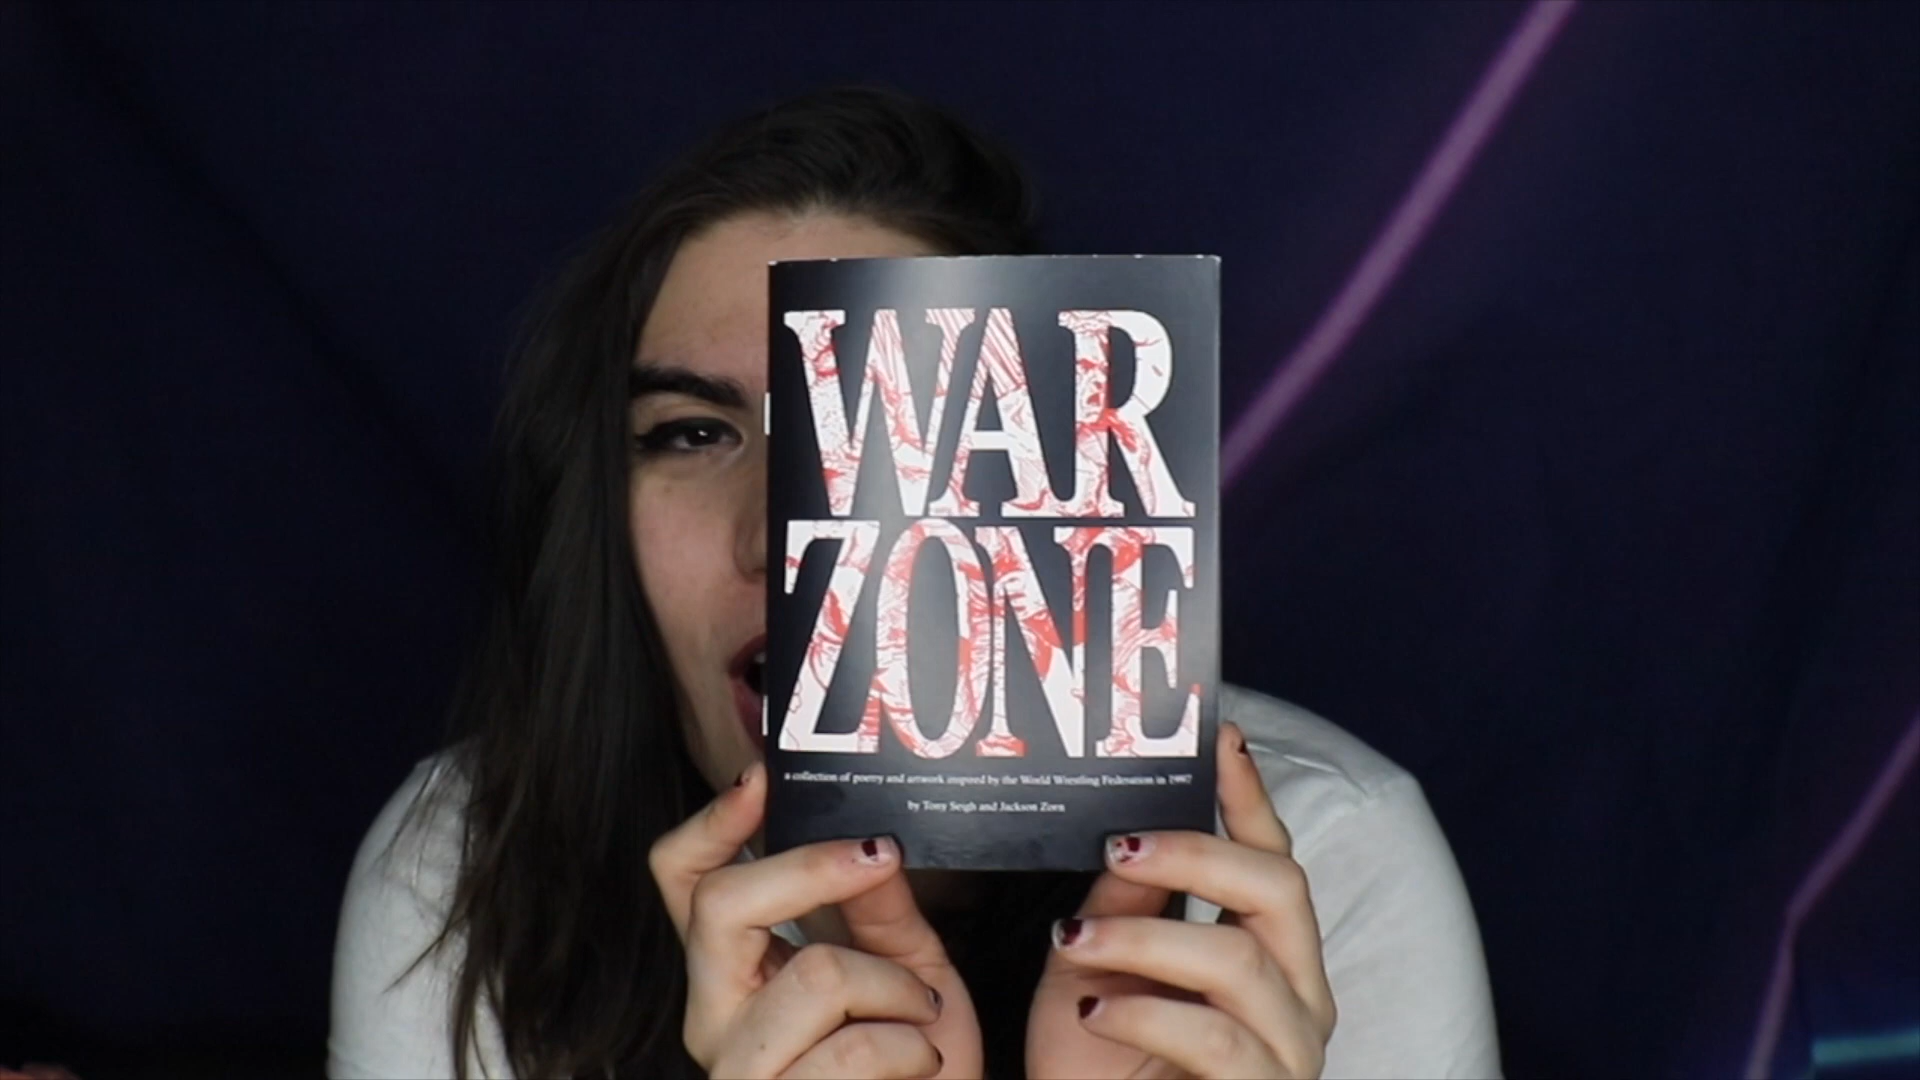 WAR
ZONE
a collection of poetry and artwork inspired by the World Wrestling Federation in 1997
by Tony Seigh and Jackson Zorn